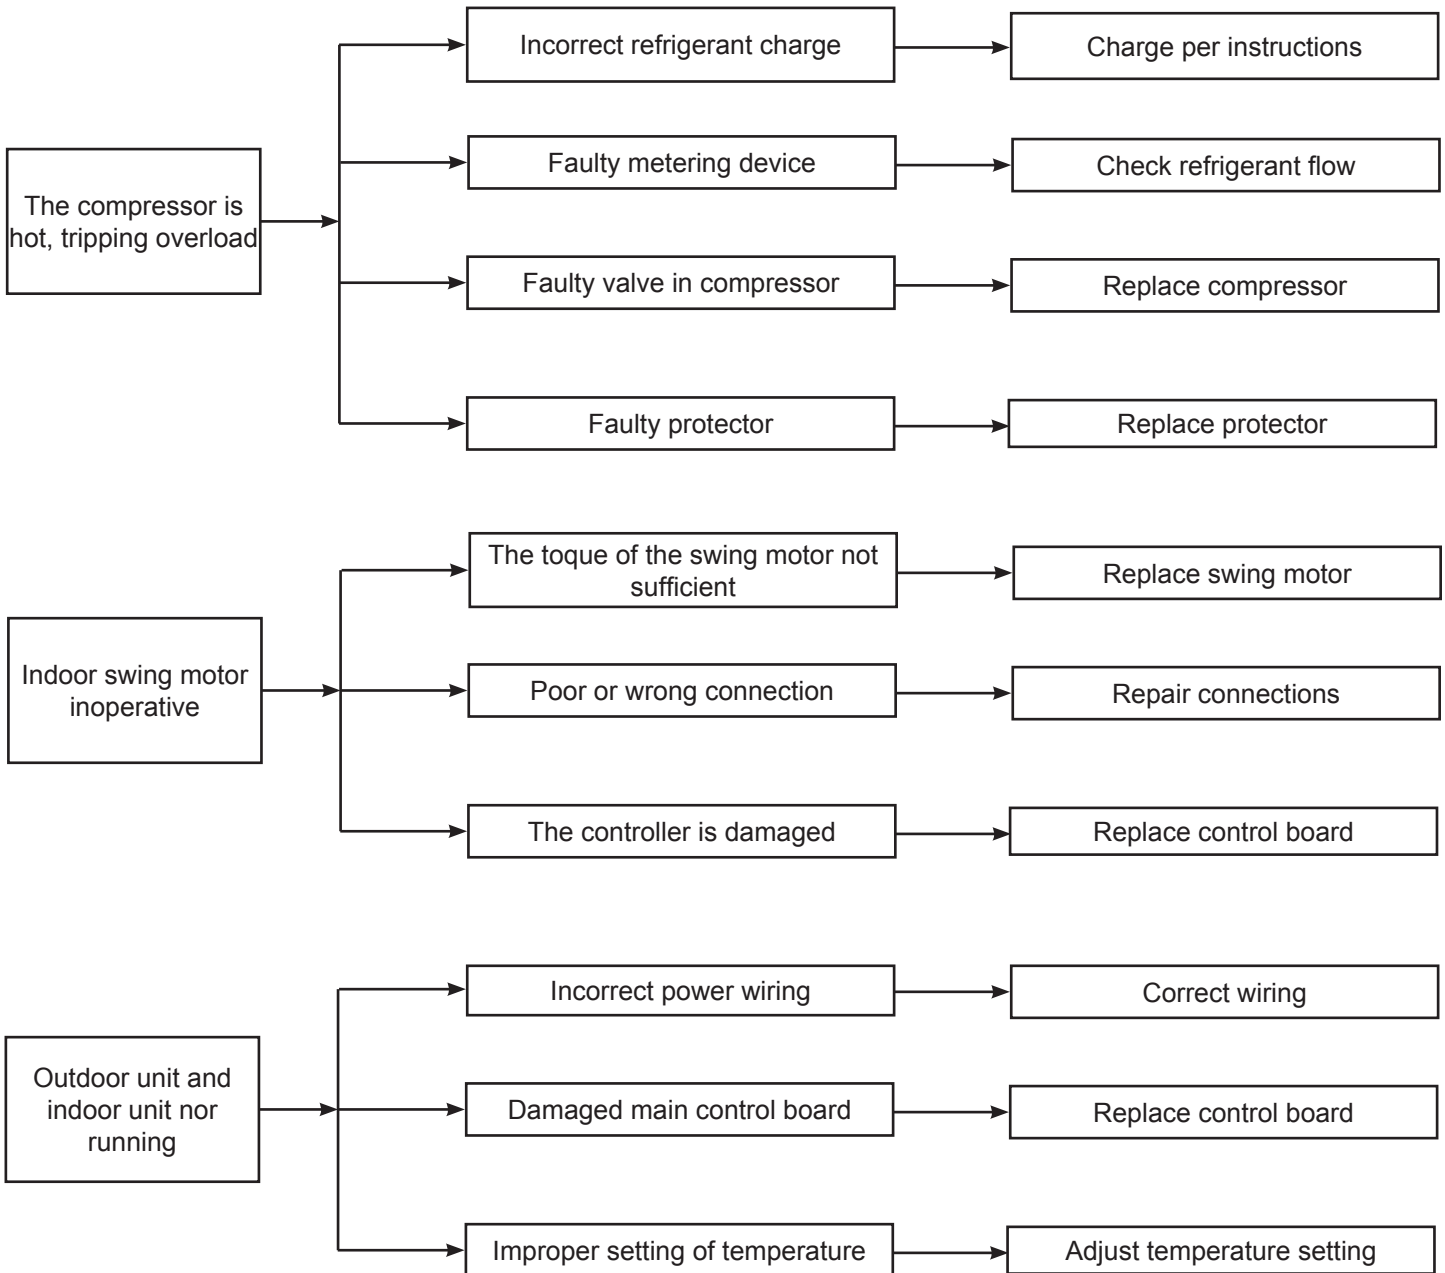 Incorrect refrigerant charge
Charge per instructions
Faulty metering device
Check refrigerant flow
The compressor is
hot, tripping overload
Faulty valve in compressor
Replace compressor
Faulty protector
Replace protector
The toque of the swing motor not
sufficient
Replace swing motor
Indoor swing motor
inoperative
Poor or wrong connection
Repair connections
The controller is damaged
Replace control board
Incorrect power wiring
Correct wiring
Outdoor unit and
indoor unit nor
running
Damaged main control board
Replace control board
Improper setting of temperature
Adjust temperature setting